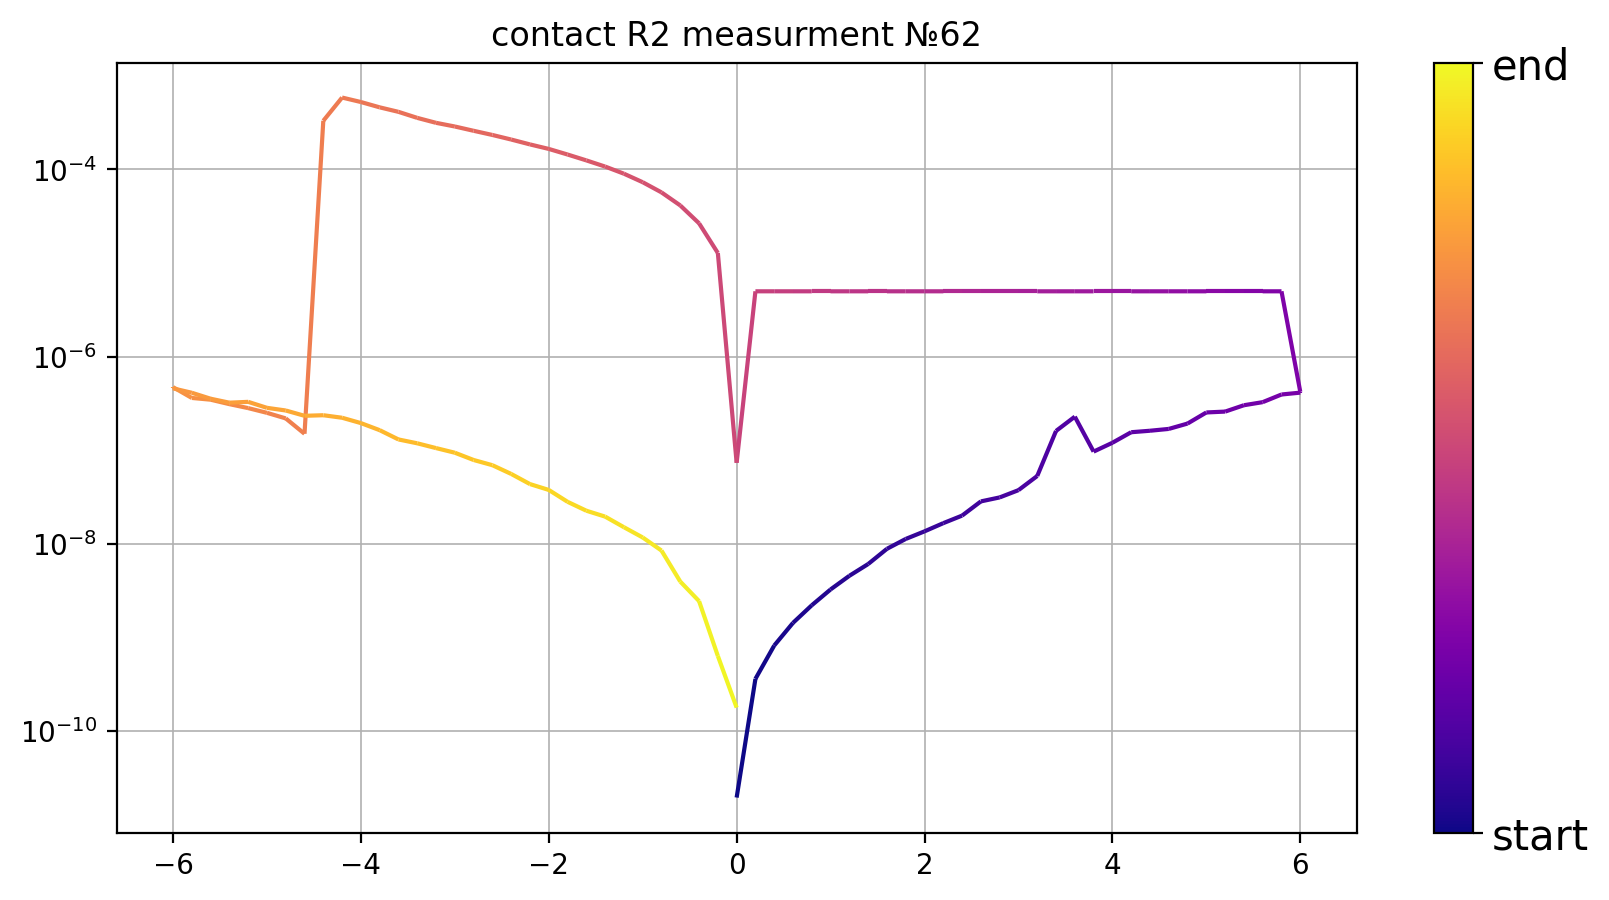 contact R2 measurment №62
end
10⁻⁴
10⁻⁶
10⁻⁸
10⁻¹⁰
start
−6 −4 −2 0 2 4 6